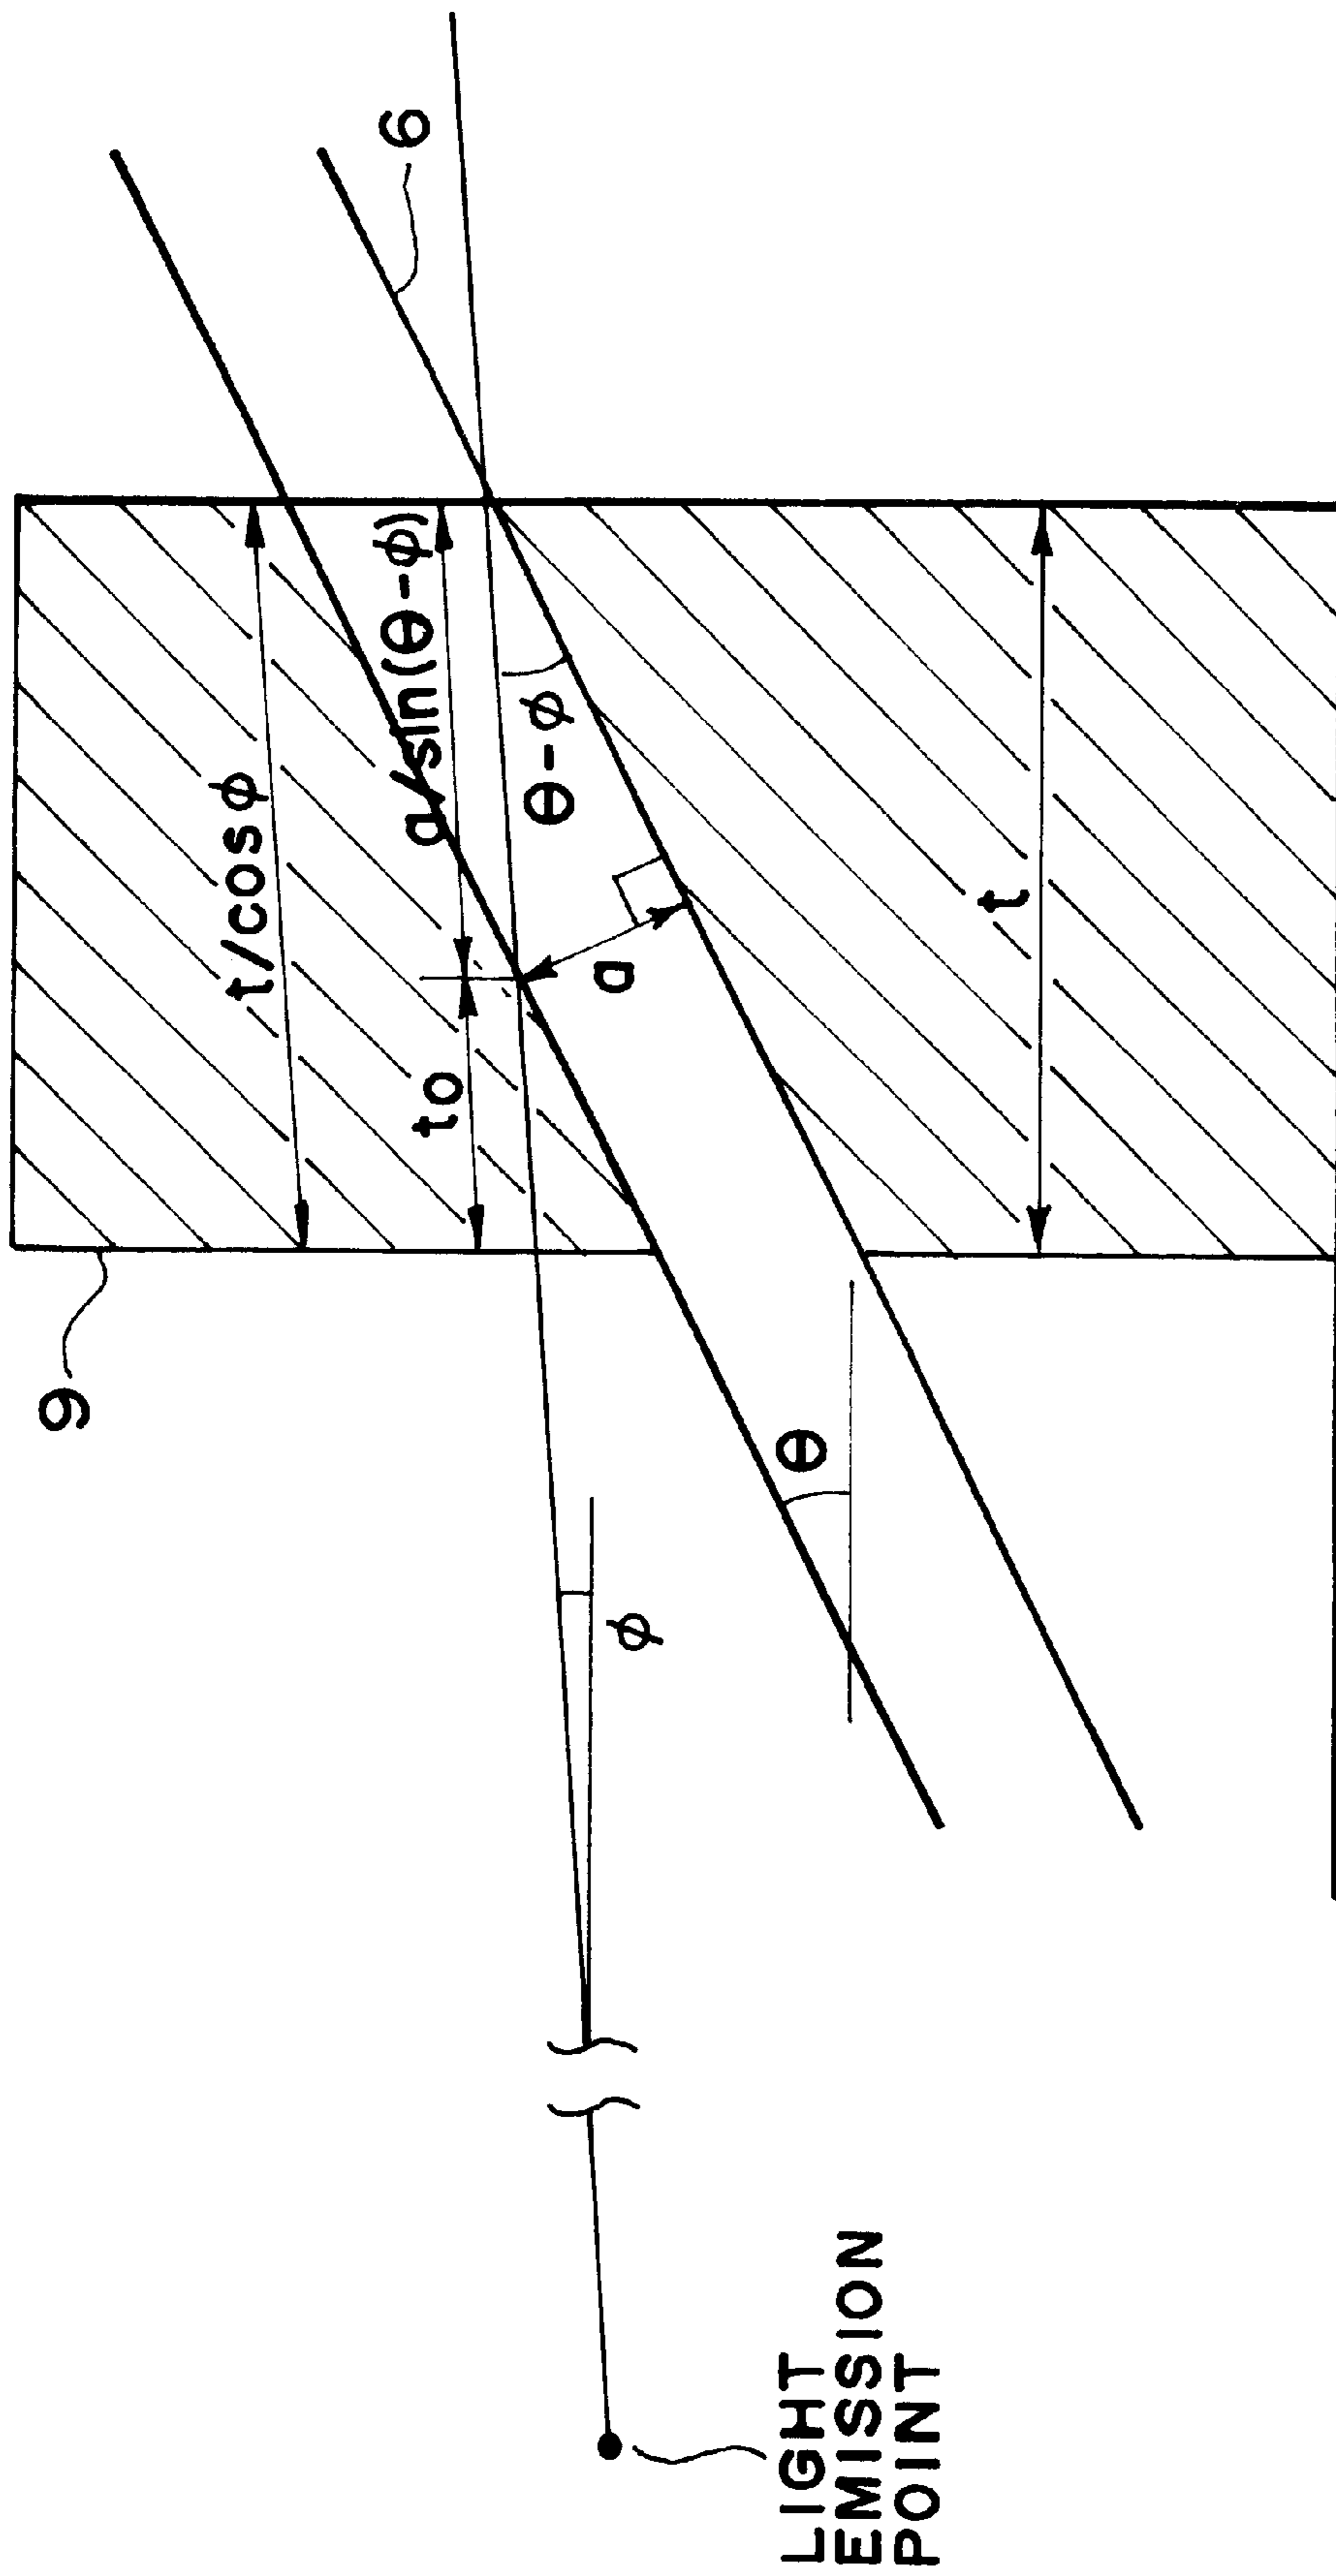 9
t/cosφ
6
a/sin(θ-φ)
to
θ-φ
a
φ
θ
LIGHT
EMISSION
POINT
t